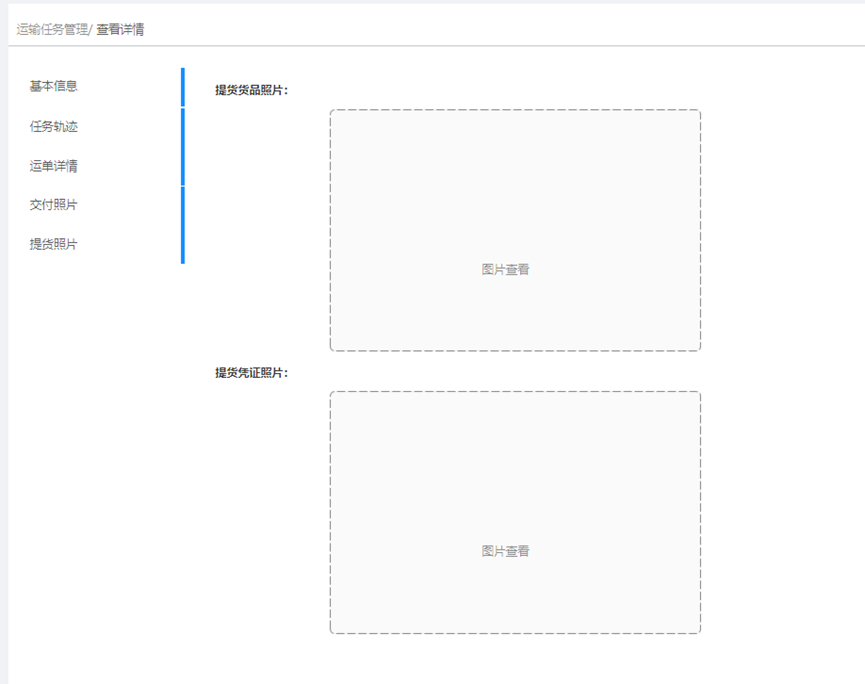 运输任务管理/ 查看详情
基本信息
任务轨迹
运单详情
交付照片
提货照片
提货货品照片：
图片查看
提货凭证照片：
图片查看